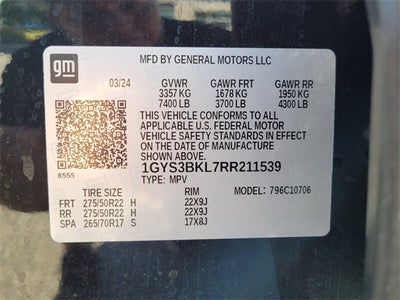 gm
MFD BY GENERAL MOTORS LLC
03/24 GVWR GAWR FRT GAWR RR
3357 KG 1678 KG 1950 KG
7400 LB 3700 LB 4300 LB
THIS VEHICLE CONFORMS TO ALL
APPLICABLE U.S. FEDERAL MOTOR
VEHICLE SAFETY STANDARDS IN EFFECT
ON THE DATE OF MANUFACTURE SHOWN ABOVE.
8555
1GYS3BKL7RR211539
TYPE: MPV
TIRE SIZE RIM MODEL: 796C10706
FRT 275/50R22 H 22X9J
RR 275/50R22 H 22X9J
SPA 265/70R17 S 17X8J